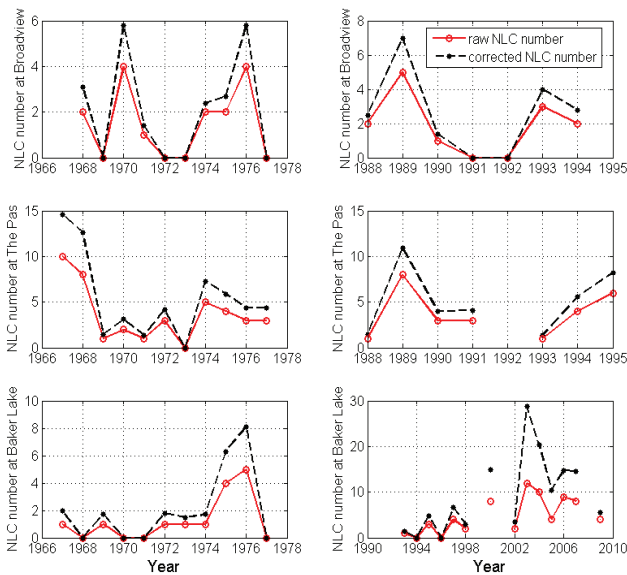 NLC number at Broadview
6
4
2
0
1966 1968 1970 1972 1974 1976 1978
NLC number at Broadview
8
6
4
2
0
1988 1989 1990 1991 1992 1993 1994 1995
raw NLC number
corrected NLC number
NLC number at The Pas
15
10
5
0
1966 1968 1970 1972 1974 1976 1978
NLC number at The Pas
15
10
5
0
1988 1989 1990 1991 1992 1993 1994 1995
NLC number at Baker Lake
10
8
6
4
2
0
1966 1968 1970 1972 1974 1976 1978
Year
NLC number at Baker Lake
30
20
10
0
1990 1994 1998 2002 2006 2010
Year